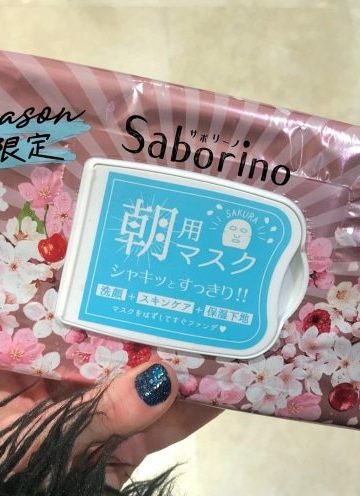 ason
限定
サボリーノ
Saborino
SAKURA
朝用
マスク
シャキッとすっきり!!
洗顔+スキンケア+保湿下地
マスクをはずしてすぐファンデ♥